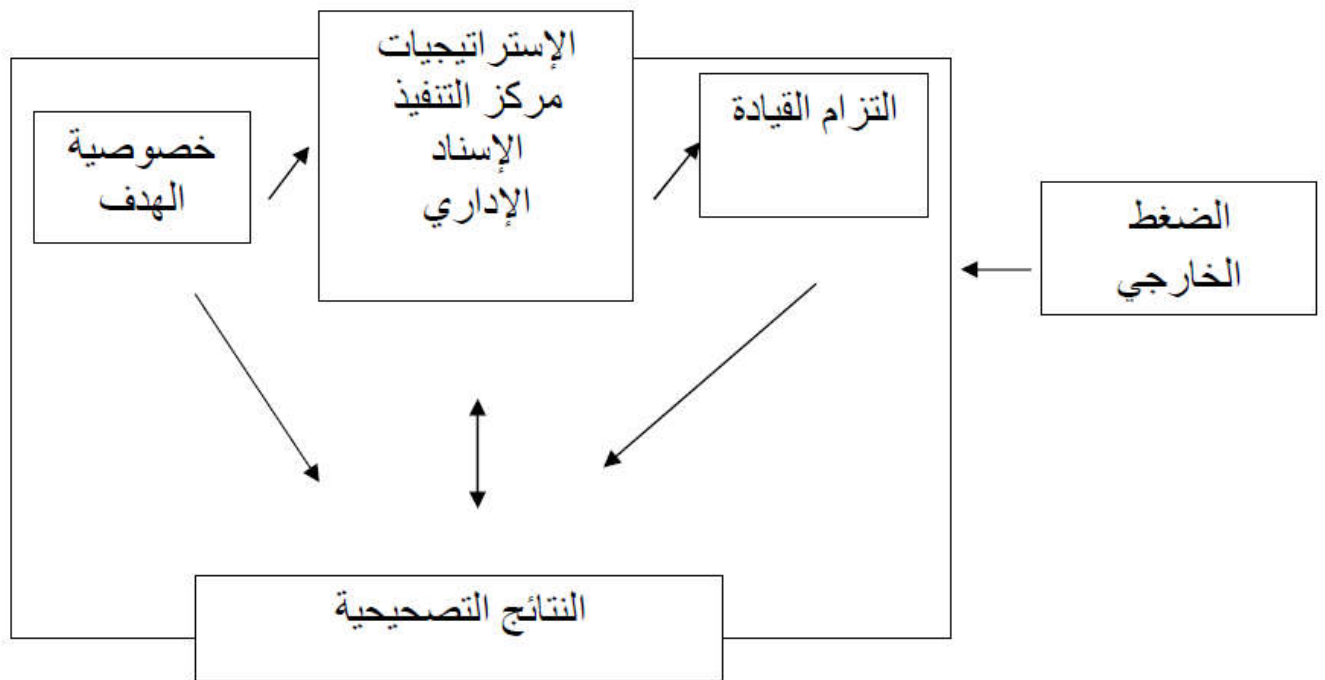 الإستراتيجيات
مركز التنفيذ
الإسناد
الإداري
التزام القيادة
خصوصية
الهدف
الضغط
الخارجي
النتائج التصحيحية